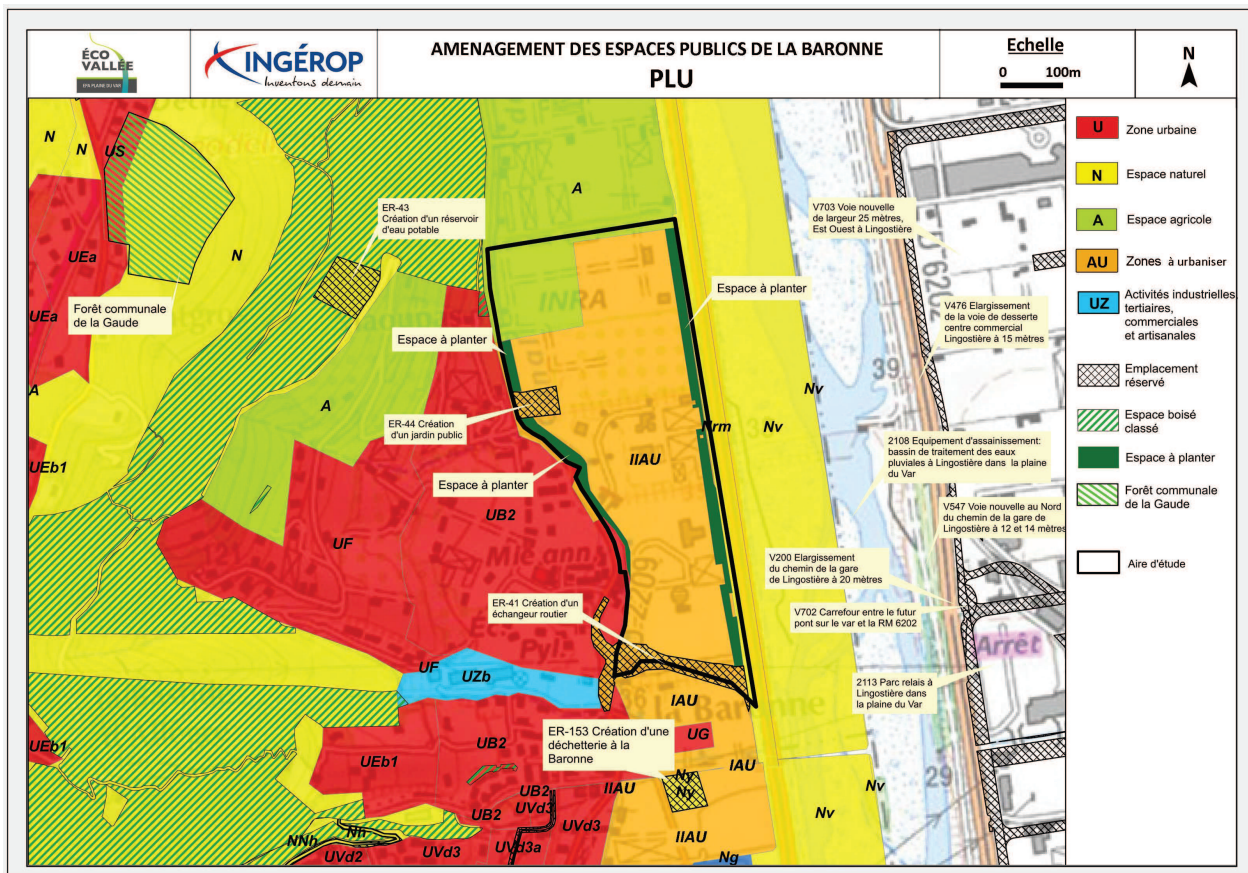 ÉCO
VALLÉE
EPA PLAINE DU VAR
INGÉROP
Inventons demain
AMENAGEMENT DES ESPACES PUBLICS DE LA BARONNE
PLU
Echelle
0 100m
N
U Zone urbaine
N Espace naturel
A Espace agricole
AU Zones à urbaniser
UZ Activités industrielles,
tertiaires,
commerciales
et artisanales
Emplacement
réservé
Espace boisé
classé
Espace à planter
Forêt communale
de la Gaude
Aire d'étude
N
N
US
UEa
UEa
N
A
UEb1
A
A
Forêt communale
de la Gaude
ER-43
Création d'un réservoir
d'eau potable
Espace à planter
Espace à planter
ER-44 Création
d'un jardin public
Espace à planter
INRA
IIAU
Nrm
Nv
Nv
39
UB2
UF
ER-41 Création d'un
échangeur routier
Pyl.
UF
UZb
IAU
La Baronne
UG
IAU
ER-153 Création d'une
déchetterie à la
Baronne
UEb1
UEb1
UB2
UB2
UB2
UVd3
IIAU
Ny
Ny
IIAU
Nv
Nv
29
NNh
Nh
UVd2
UVd3
UVd3a
UVd3
Ng
V703 Voie nouvelle
de largeur 25 mètres,
Est Ouest à Lingostière
V476 Elargissement
de la voie de desserte
centre commercial
Lingostière à 15 mètres
2108 Equipement d'assainissement:
bassin de traitement des eaux
pluviales à Lingostière dans la plaine
du Var
V547 Voie nouvelle au Nord
du chemin de la gare de
Lingostière à 12 et 14 mètres
V200 Elargissement
du chemin de la gare
de Lingostière à 20 mètres
V702 Carrefour entre le futur
pont sur le var et la RM 6202
Arrêt
2113 Parc relais à
Lingostière dans
la plaine du Var